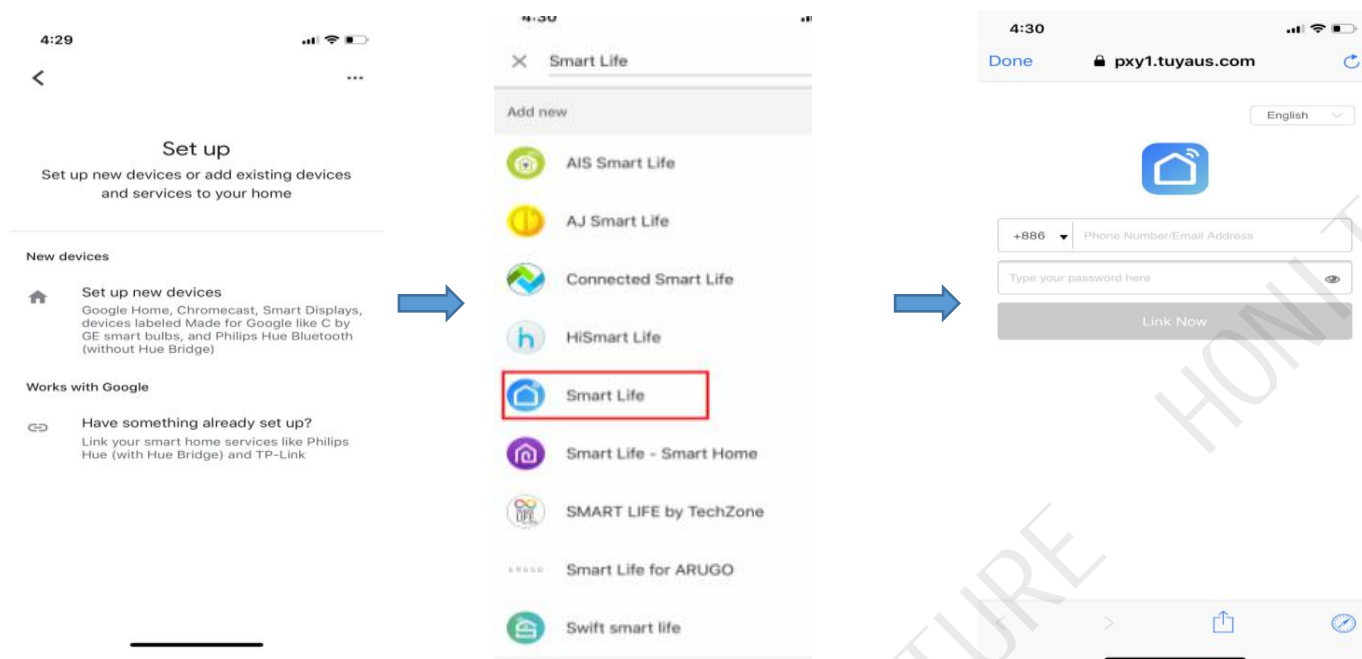 4:29
Set up
Set up new devices or add existing devices
and services to your home
New devices
Set up new devices
Google Home, Chromecast, Smart Displays,
devices labeled Made for Google like C by
GE smart bulbs, and Philips Hue Bluetooth
(without Hue Bridge)
Works with Google
Have something already set up?
Link your smart home services like Philips
Hue (with Hue Bridge) and TP-Link
4:30
Smart Life
Add new
AIS Smart Life
AJ Smart Life
Connected Smart Life
HiSmart Life
Smart Life
Smart Life - Smart Home
SMART LIFE by TechZone
Smart Life for ARUGO
Swift smart life
4:30
Done pxy1.tuyaus.com
English
+886 Phone Number/Email Address
Type your password here
Link Now